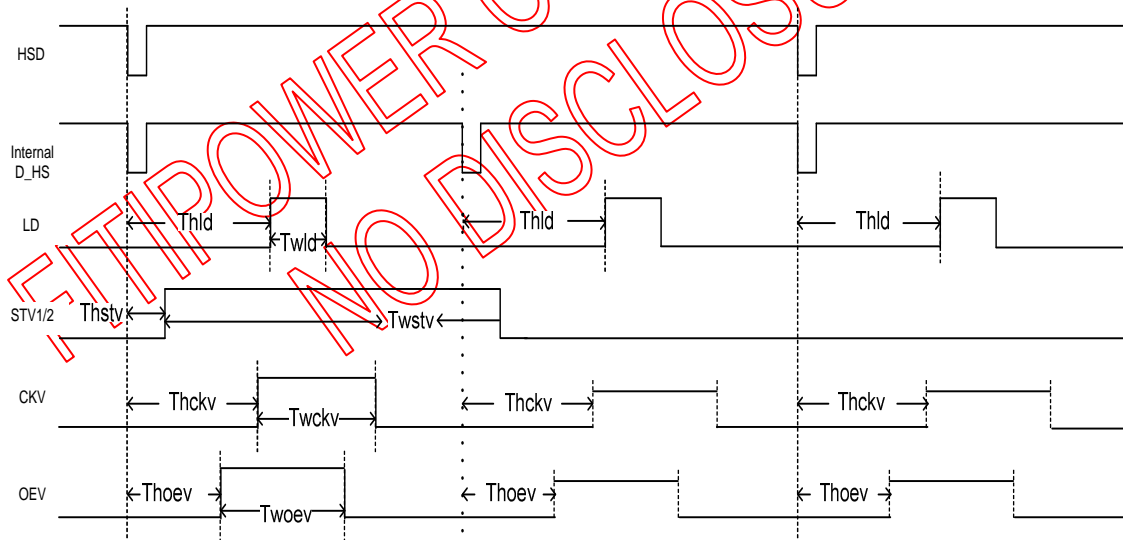 HSD
Internal
D_HS
LD
Thld
Twld
Thld
Thld
STV1/2
Thstv
Twstv
CKV
Thckv
Twckv
Thckv
Thckv
OEV
Thoev
Twoev
Thoev
Thoev
FITIPOWER
NO DISCLOS